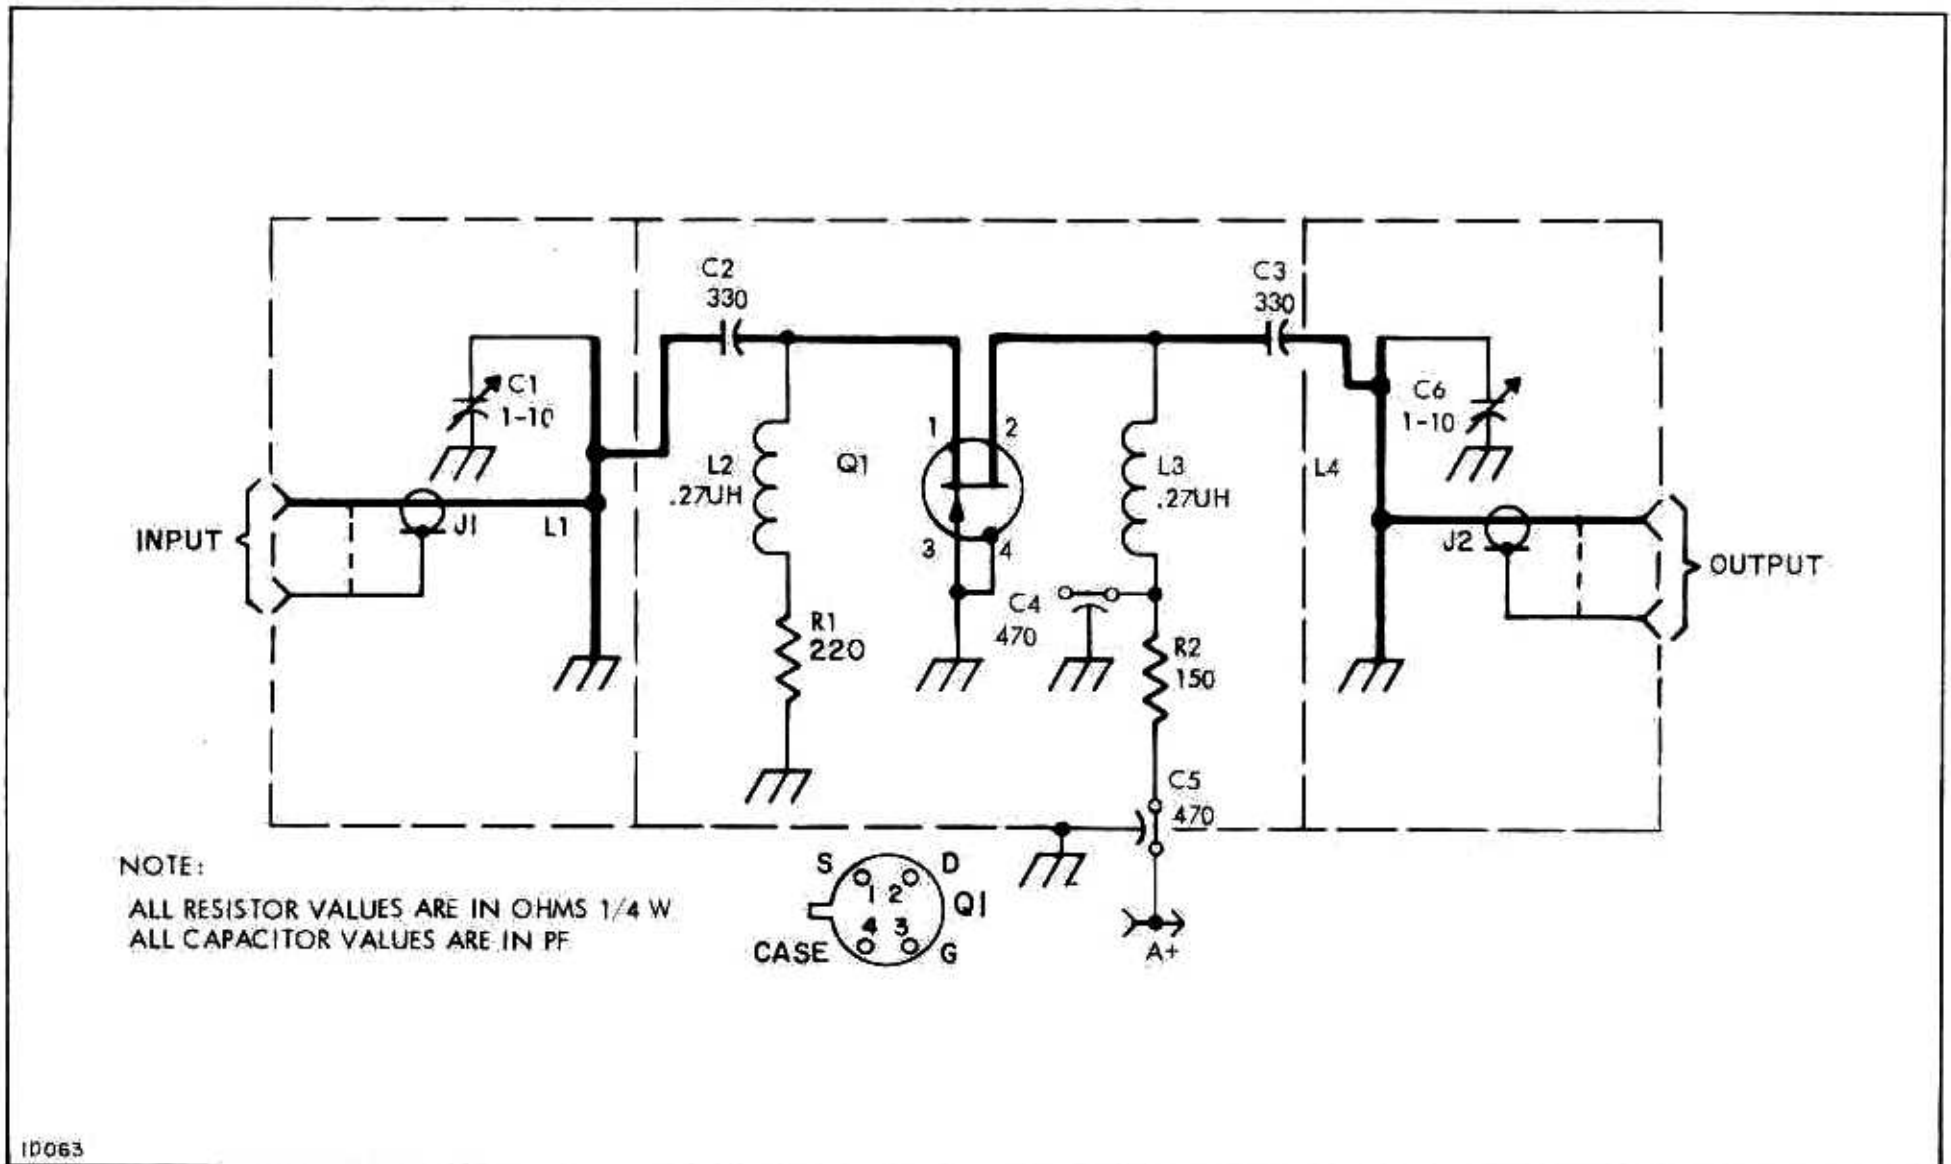 C2
330
C3
330
C1
1-10
C6
1-10
1
2
L2
.27UH
Q1
L3
.27UH
L4
INPUT
J1
L1
3
4
J2
OUTPUT
C4
470
R1
220
R2
150
C5
470
NOTE:
ALL RESISTOR VALUES ARE IN OHMS 1/4 W
ALL CAPACITOR VALUES ARE IN PF
S
D
1 2
Q1
4 3
CASE
G
A+
ID063